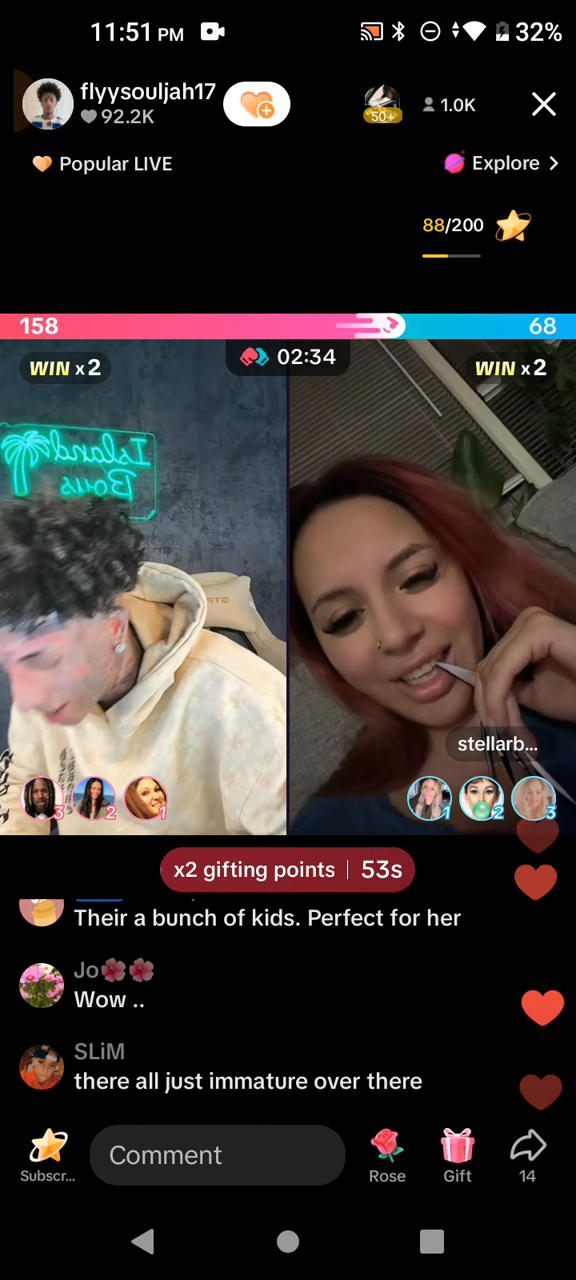 11:51 PM
32%
flyysouljah17
92.2K
50+
1.0K
Popular LIVE
Explore >
88/200
158
68
WIN x2
02:34
WIN x2
Island
Boys
stellarb...
3
2
1
1
2
3
x2 gifting points | 53s
Their a bunch of kids. Perfect for her
Jo🌺🌺
Wow ..
SLiM
there all just immature over there
Subscr...
Comment
Rose
Gift
14